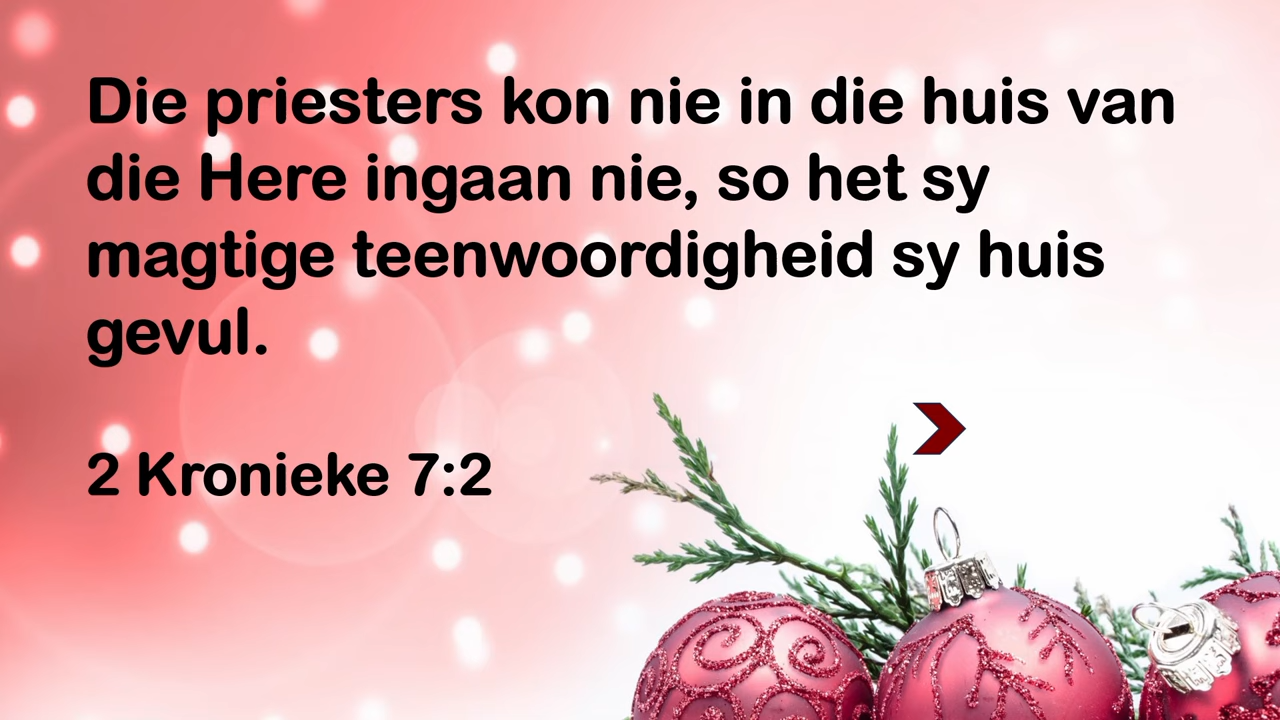 Die priesters kon nie in die huis van
die Here ingaan nie, so het sy
magtige teenwoordigheid sy huis
gevul.
2 Kronieke 7:2